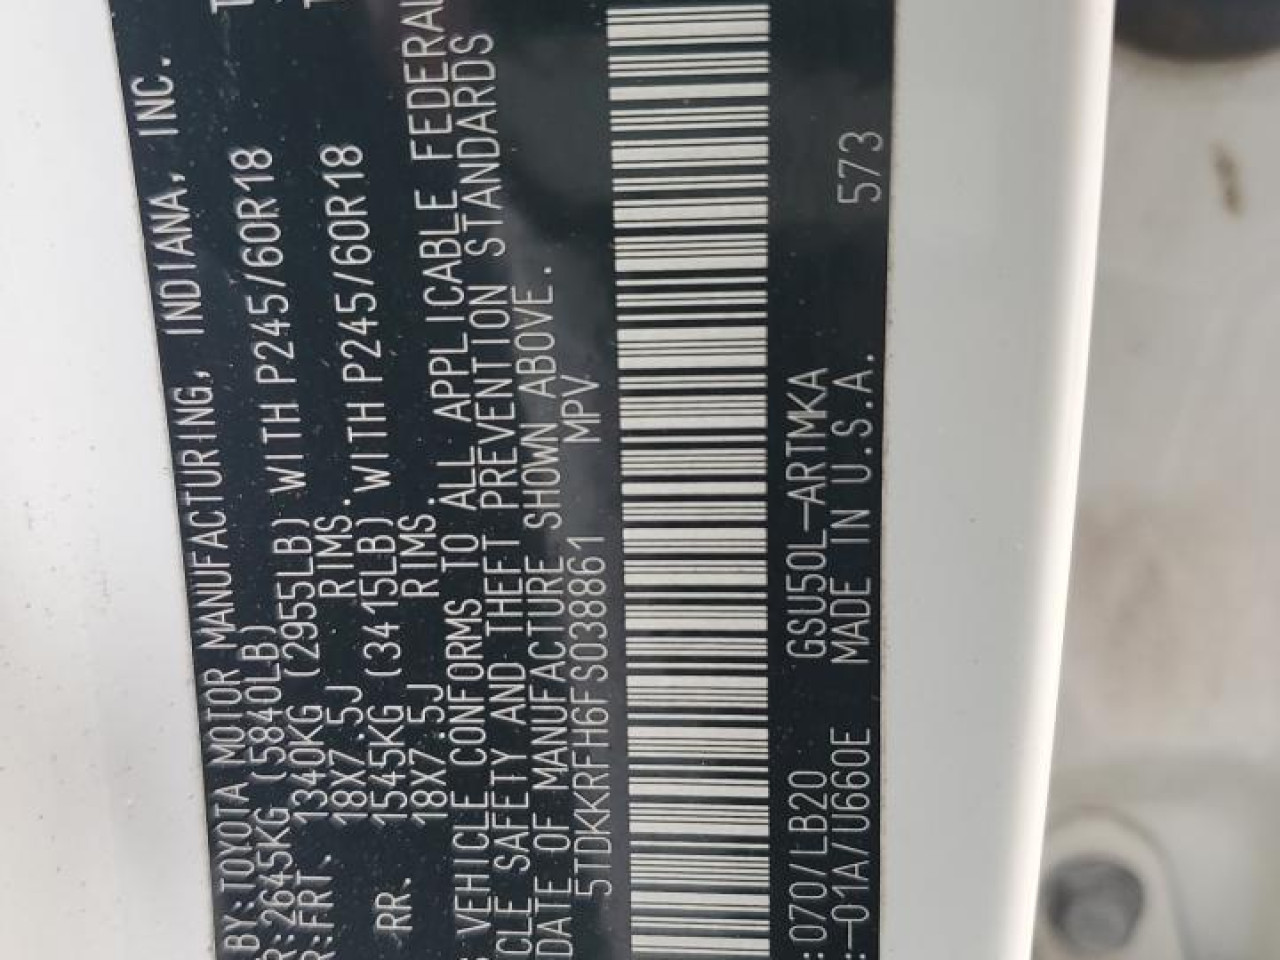 BY:TOYOTA MOTOR MANUFACTURING, INDIANA, INC.
R:2645KG (5840LB)
R:FRT. 1340KG (2955LB) WITH P245/60R18
18X7.5J RIMS.
RR. 1545KG (3415LB) WITH P245/60R18
18X7.5J RIMS.
VEHICLE CONFORMS TO ALL APPLICABLE FEDERAL
CLE SAFETY AND THEFT PREVENTION STANDARDS
DATE OF MANUFACTURE SHOWN ABOVE.
5TDKKRFH6FS038861 MPV
:070/LB20 GSU50L-ARTMKA
:-01A/U660E MADE IN U.S.A. 573